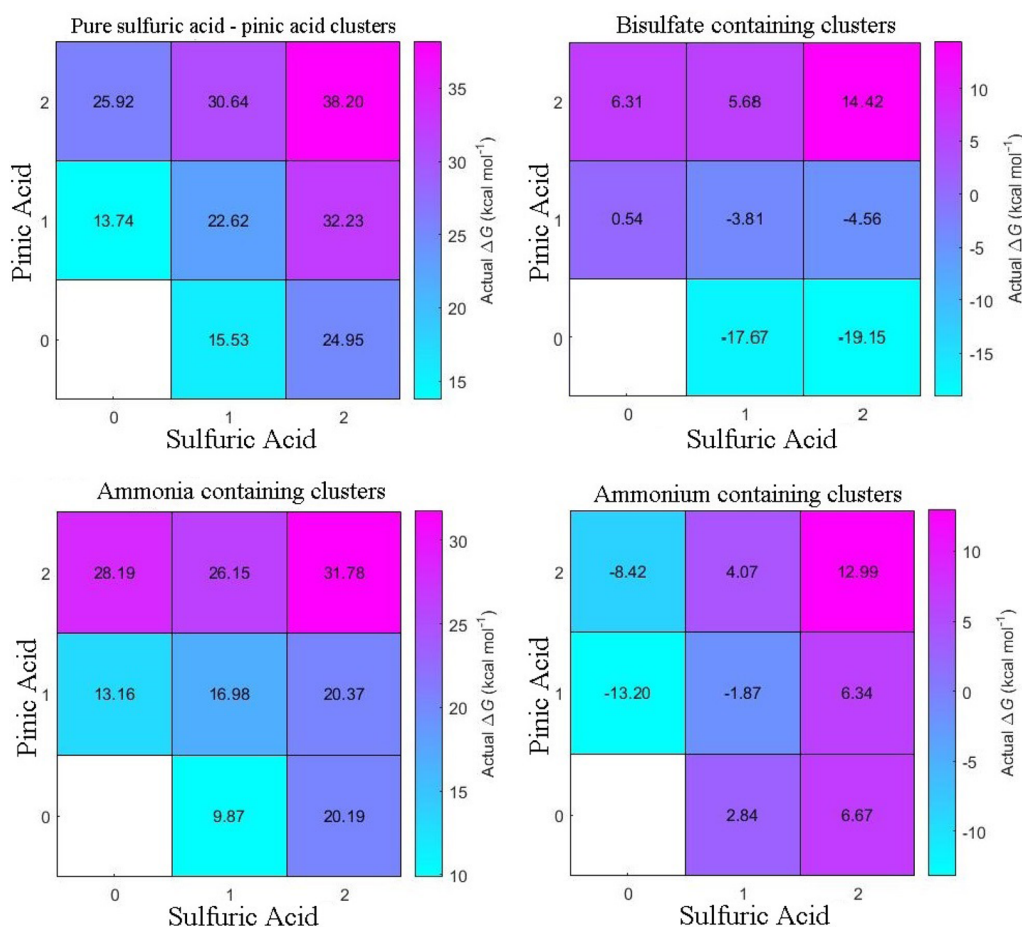 Pure sulfuric acid - pinic acid clusters
2 25.92 30.64 38.20
1 13.74 22.62 32.23
0 15.53 24.95
0 1 2
Sulfuric Acid
Pinic Acid
35
30
25
20
15
Actual Δ G (kcal mol⁻¹)
Bisulfate containing clusters
2 6.31 5.68 14.42
1 0.54 -3.81 -4.56
0 -17.67 -19.15
0 1 2
Sulfuric Acid
Pinic Acid
10
5
0
-5
-10
-15
Actual Δ G (kcal mol⁻¹)
Ammonia containing clusters
2 28.19 26.15 31.78
1 13.16 16.98 20.37
0 9.87 20.19
0 1 2
Sulfuric Acid
Pinic Acid
30
25
20
15
10
Actual Δ G (kcal mol⁻¹)
Ammonium containing clusters
2 -8.42 4.07 12.99
1 -13.20 -1.87 6.34
0 2.84 6.67
0 1 2
Sulfuric Acid
Pinic Acid
10
5
0
-5
-10
Actual Δ G (kcal mol⁻¹)